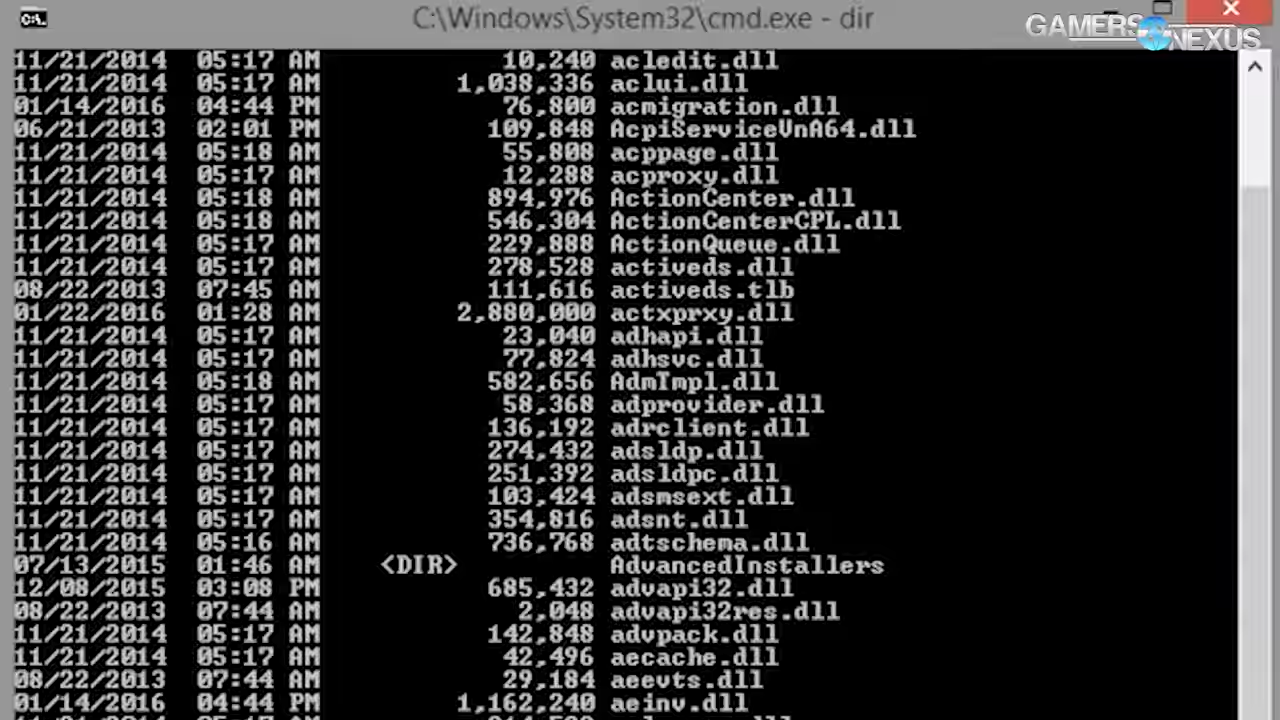 C:\Windows\System32\cmd.exe - dir
GAMERS NEXUS
11/21/2014 05:17 AM 10,240 acledit.dll
11/21/2014 05:17 AM 1,038,336 aclui.dll
01/14/2016 04:44 PM 76,800 acmigration.dll
06/21/2013 02:01 PM 109,848 AcpiServiceVnA64.dll
11/21/2014 05:18 AM 55,808 acppage.dll
11/21/2014 05:17 AM 12,288 acproxy.dll
11/21/2014 05:18 AM 894,976 ActionCenter.dll
11/21/2014 05:18 AM 546,304 ActionCenterCPL.dll
11/21/2014 05:17 AM 229,888 ActionQueue.dll
11/21/2014 05:17 AM 278,528 activeds.dll
08/22/2013 07:45 AM 111,616 activeds.tlb
01/22/2016 01:28 AM 2,880,000 actxprxy.dll
11/21/2014 05:17 AM 23,040 adhapi.dll
11/21/2014 05:17 AM 77,824 adhsvc.dll
11/21/2014 05:18 AM 582,656 AdmTmpl.dll
11/21/2014 05:17 AM 58,368 adprovider.dll
11/21/2014 05:17 AM 136,192 adrclient.dll
11/21/2014 05:17 AM 274,432 adsldp.dll
11/21/2014 05:17 AM 251,392 adsldpc.dll
11/21/2014 05:17 AM 103,424 adsmsext.dll
11/21/2014 05:17 AM 354,816 adsnt.dll
11/21/2014 05:16 AM 736,768 adtschema.dll
07/13/2015 01:46 AM <DIR> AdvancedInstallers
12/08/2015 03:08 PM 685,432 advapi32.dll
08/22/2013 07:44 AM 2,048 advapi32res.dll
11/21/2014 05:17 AM 142,848 advpack.dll
11/21/2014 05:17 AM 42,496 aecache.dll
08/22/2013 07:44 AM 29,184 aeevts.dll
01/14/2016 04:44 PM 1,162,240 aeinv.dll